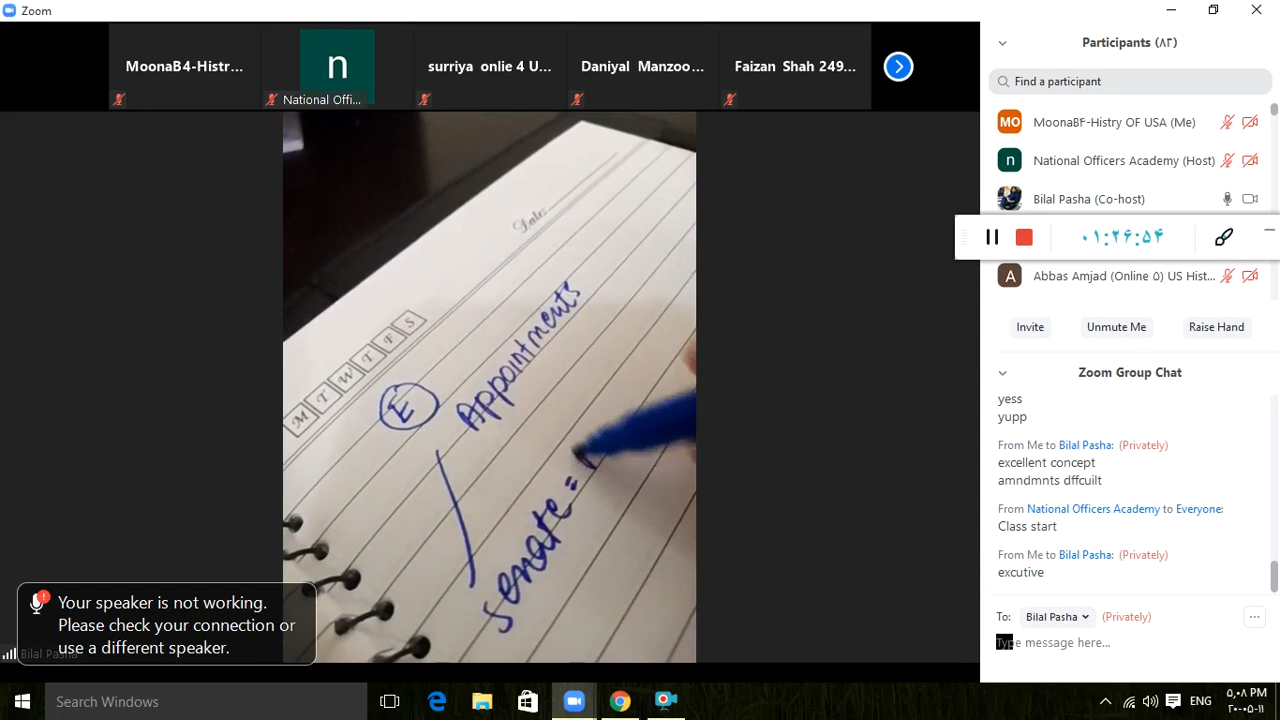 Zoom
MoonaB4-Histr...
n
National Offi...
surriya onlie 4 U...
Daniyal Manzoo...
Faizan Shah 249...
Date:
M T W T F S
E
Appointments
Senate =
Your speaker is not working.
Please check your connection or
use a different speaker.
Bilal Pasha
Participants (۸۲)
Find a participant
MO
MoonaB۴-Histry OF USA (Me)
n
National Officers Academy (Host)
Bilal Pasha (Co-host)
۰۱:۲۶:۵۴
A
Abbas Amjad (Online ۵) US Hist...
Invite
Unmute Me
Raise Hand
Zoom Group Chat
yess
yupp
From Me to Bilal Pasha: (Privately)
excellent concept
amndmnts dffcuilt
From National Officers Academy to Everyone:
Class start
From Me to Bilal Pasha: (Privately)
excutive
To: Bilal Pasha (Privately)
Type message here...
Search Windows
ENG
۵,۰۸ PM